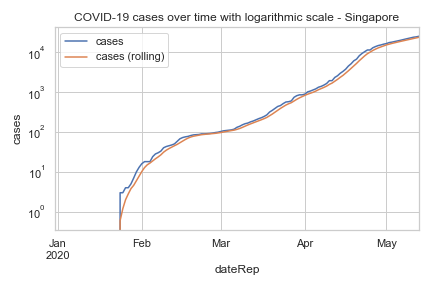 COVID-19 cases over time with logarithmic scale - Singapore
cases
cases (rolling)
10⁴
10³
10²
10¹
10⁰
cases
Jan Feb Mar Apr May
2020
dateRep